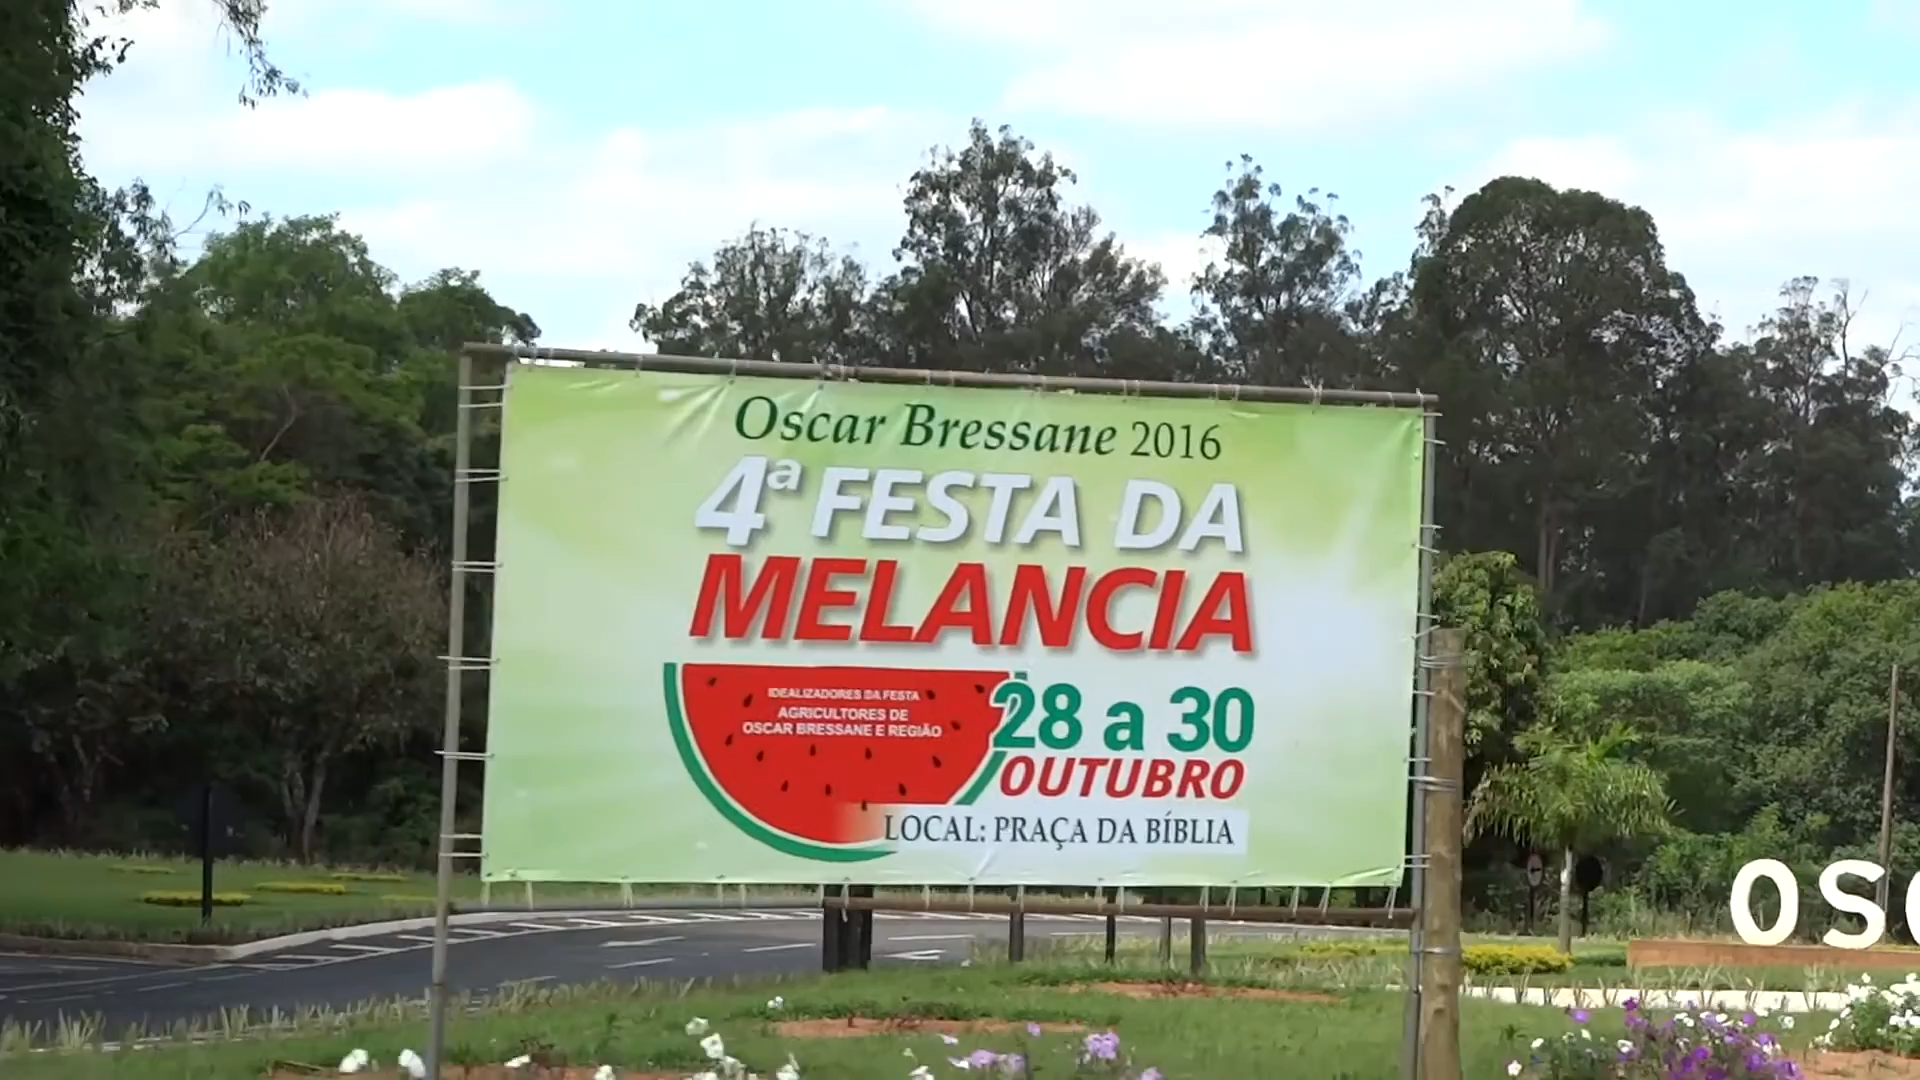 Oscar Bressane 2016
4ª FESTA DA
MELANCIA
IDEALIZADORES DA FESTA
AGRICULTORES DE
OSCAR BRESSANE E REGIÃO
28 a 30
OUTUBRO
LOCAL: PRAÇA DA BÍBLIA
OS